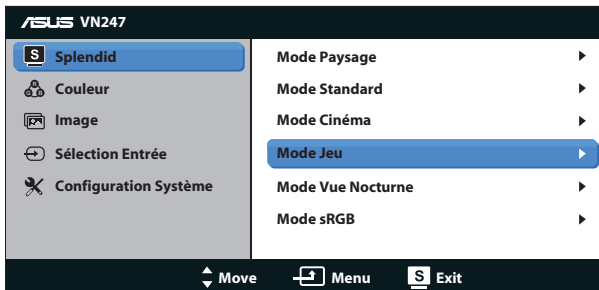 ASUS VN247
S Splendid
Couleur
Image
Sélection Entrée
Configuration Système
Mode Paysage
Mode Standard
Mode Cinéma
Mode Jeu
Mode Vue Nocturne
Mode sRGB
Move Menu S Exit